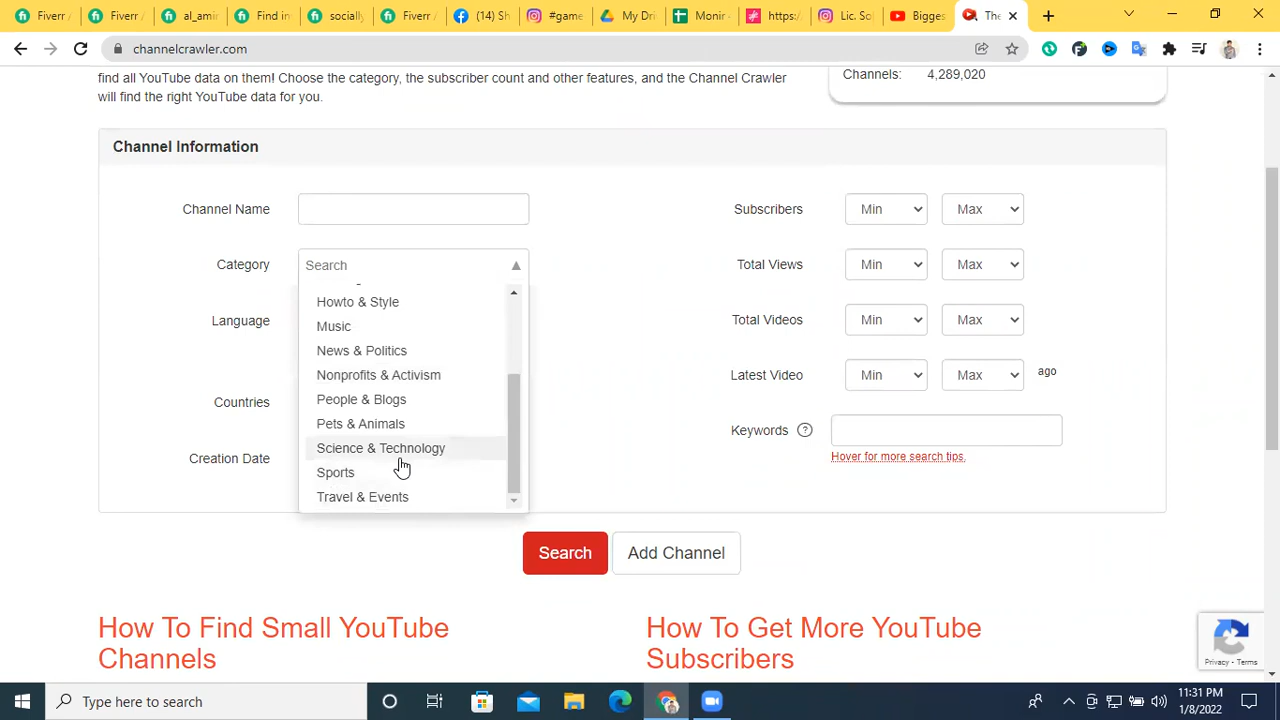 Fiverr
Fiverr /
al_amir
Find in
socially
Fiverr /
(14) Sh
#game
My Dri
Monir -
https:/
Lic. Sol
Bigges
The
channelcrawler.com
find all YouTube data on them! Choose the category, the subscriber count and other features, and the Channel Crawler
will find the right YouTube data for you.
Channels: 4,289,020
Channel Information
Channel Name
Subscribers Min Max
Category Search
Total Views Min Max
Howto & Style
Language
Music
Total Videos Min Max
News & Politics
Nonprofits & Activism
Latest Video Min Max ago
Countries
People & Blogs
Pets & Animals
Keywords ?
Science & Technology
Hover for more search tips.
Creation Date
Sports
Travel & Events
Search Add Channel
How To Find Small YouTube
Channels
How To Get More YouTube
Subscribers
Privacy - Terms
Type here to search
11:31 PM
1/8/2022